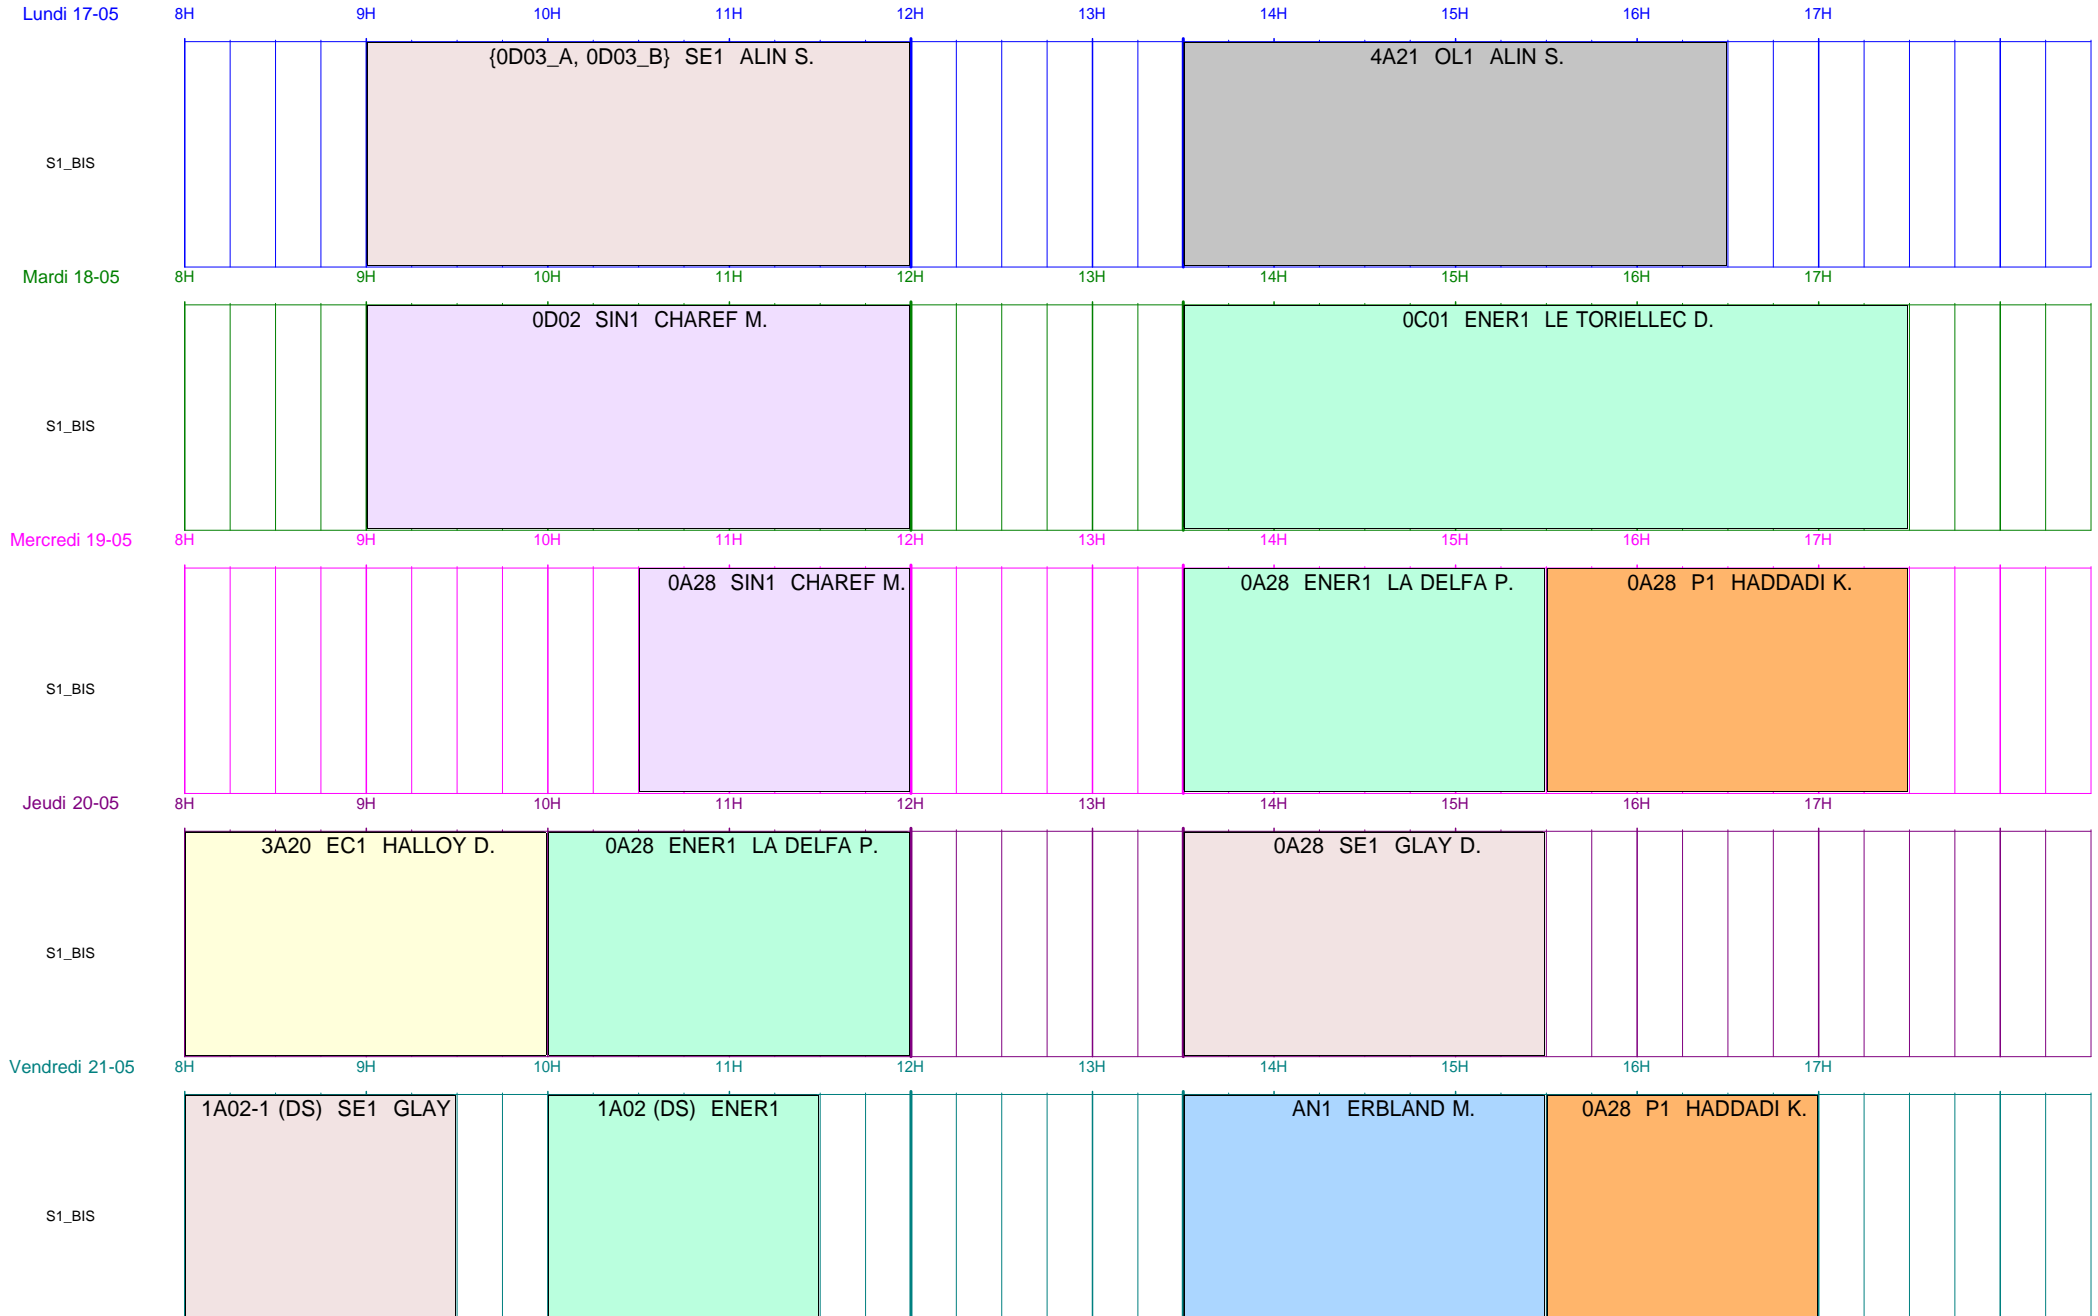 Lundi 17-05 8H 9H 10H 11H 12H 13H 14H 15H 16H 17H
{0D03_A, 0D03_B} SE1 ALIN S. 4A21 OL1 ALIN S.
S1_BIS
Mardi 18-05 8H 9H 10H 11H 12H 13H 14H 15H 16H 17H
0D02 SIN1 CHAREF M. 0C01 ENER1 LE TORIELLEC D.
S1_BIS
Mercredi 19-05 8H 9H 10H 11H 12H 13H 14H 15H 16H 17H
0A28 SIN1 CHAREF M. 0A28 ENER1 LA DELFA P. 0A28 P1 HADDADI K.
S1_BIS
Jeudi 20-05 8H 9H 10H 11H 12H 13H 14H 15H 16H 17H
3A20 EC1 HALLOY D. 0A28 ENER1 LA DELFA P. 0A28 SE1 GLAY D.
S1_BIS
Vendredi 21-05 8H 9H 10H 11H 12H 13H 14H 15H 16H 17H
1A02-1 (DS) SE1 GLAY 1A02 (DS) ENER1 AN1 ERBLAND M. 0A28 P1 HADDADI K.
S1_BIS